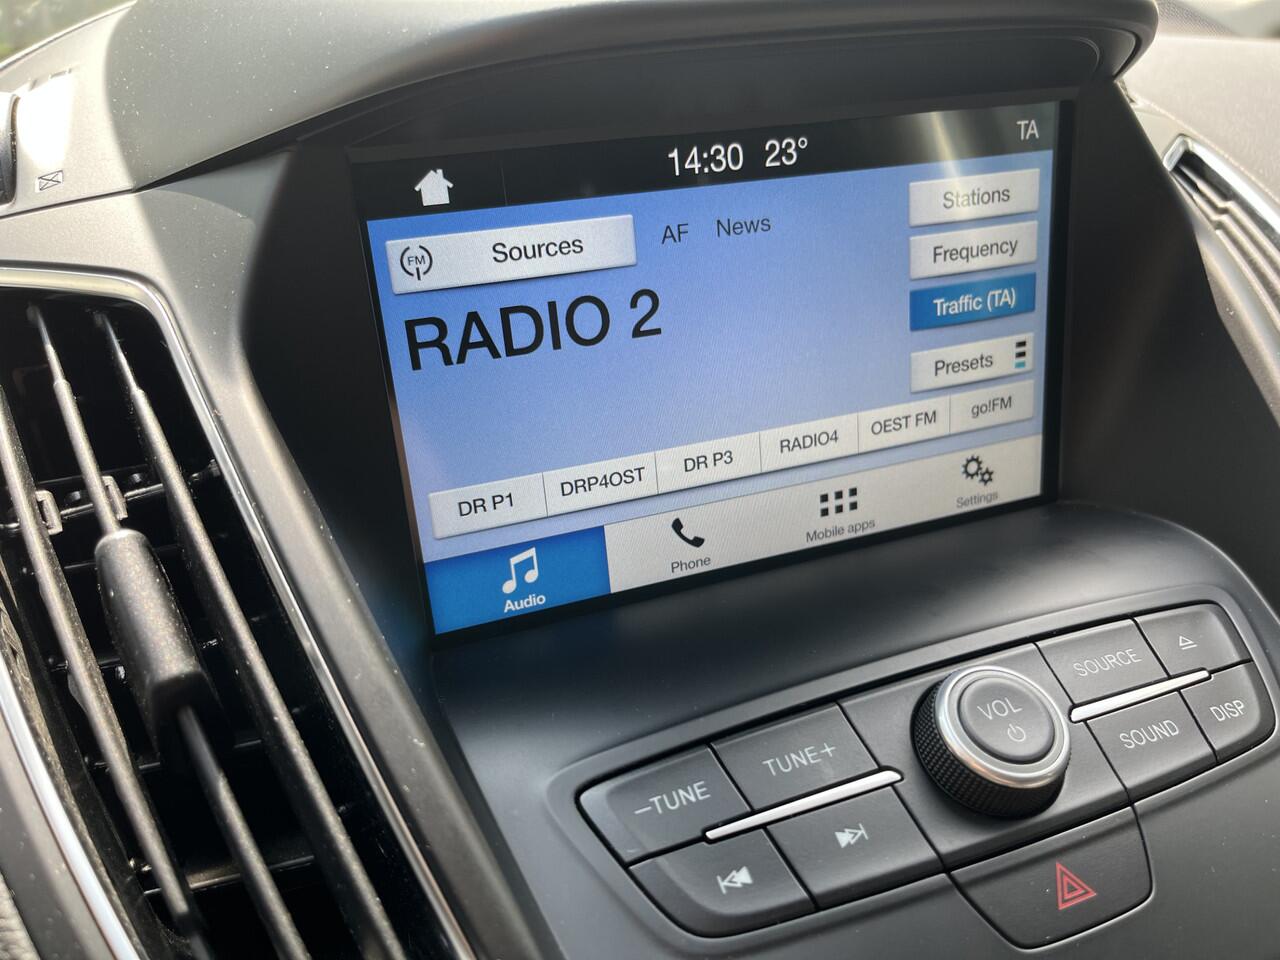 14:30 23° TA
FM Sources AF News Stations
Frequency
RADIO 2 Traffic (TA)
Presets
DR P1 DRP4OST DR P3 RADIO4 OEST FM go!FM
Audio Phone Mobile apps Settings
–TUNE TUNE+ VOL SOURCE
SOUND DISP